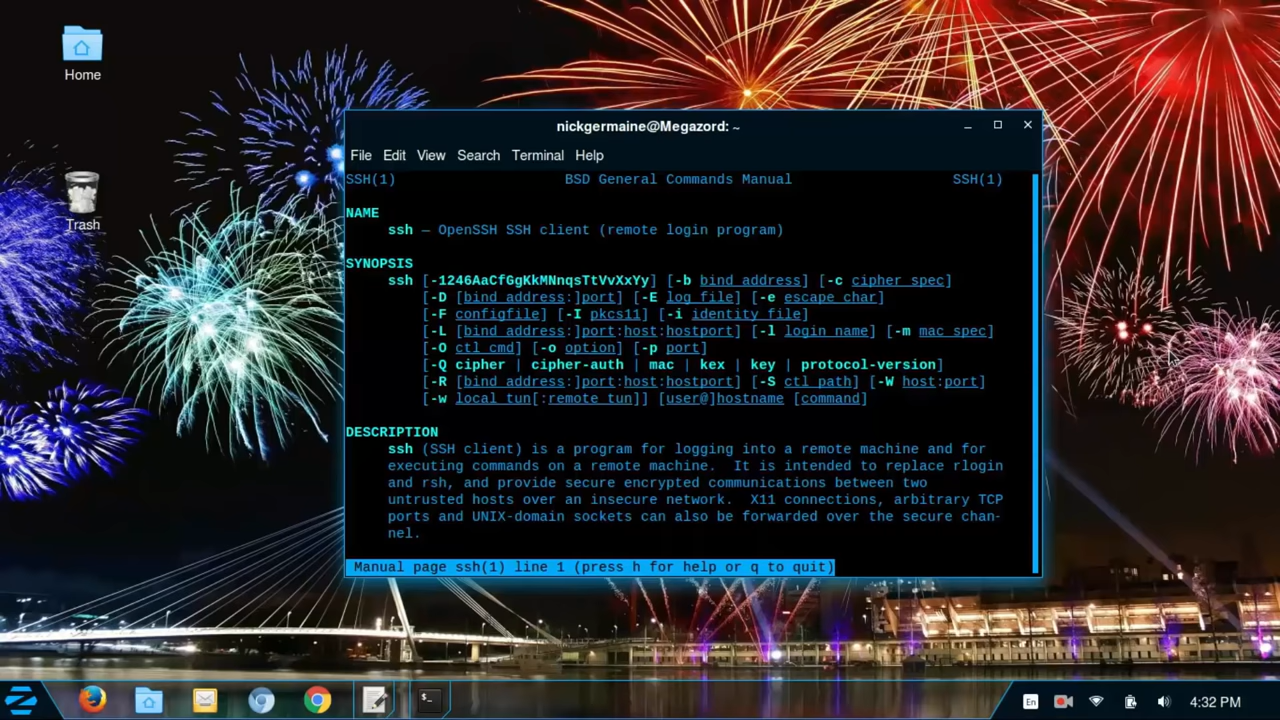 Home
Trash
nickgermaine@Megazord: ~
File Edit View Search Terminal Help
SSH(1) BSD General Commands Manual SSH(1)
NAME
ssh — OpenSSH SSH client (remote login program)
SYNOPSIS
ssh [-1246AaCfGgKkMNnqsTtVvXxYy] [-b bind_address] [-c cipher_spec]
[-D [bind_address:]port] [-E log_file] [-e escape_char]
[-F configfile] [-I pkcs11] [-i identity_file]
[-L [bind_address:]port:host:hostport] [-l login_name] [-m mac_spec]
[-O ctl_cmd] [-o option] [-p port]
[-Q cipher | cipher-auth | mac | kex | key | protocol-version]
[-R [bind_address:]port:host:hostport] [-S ctl_path] [-W host:port]
[-w local_tun[:remote_tun]] [user@]hostname [command]
DESCRIPTION
ssh (SSH client) is a program for logging into a remote machine and for
executing commands on a remote machine. It is intended to replace rlogin
and rsh, and provide secure encrypted communications between two
untrusted hosts over an insecure network. X11 connections, arbitrary TCP
ports and UNIX-domain sockets can also be forwarded over the secure chan-
nel.
Manual page ssh(1) line 1 (press h for help or q to quit)
En
4:32 PM